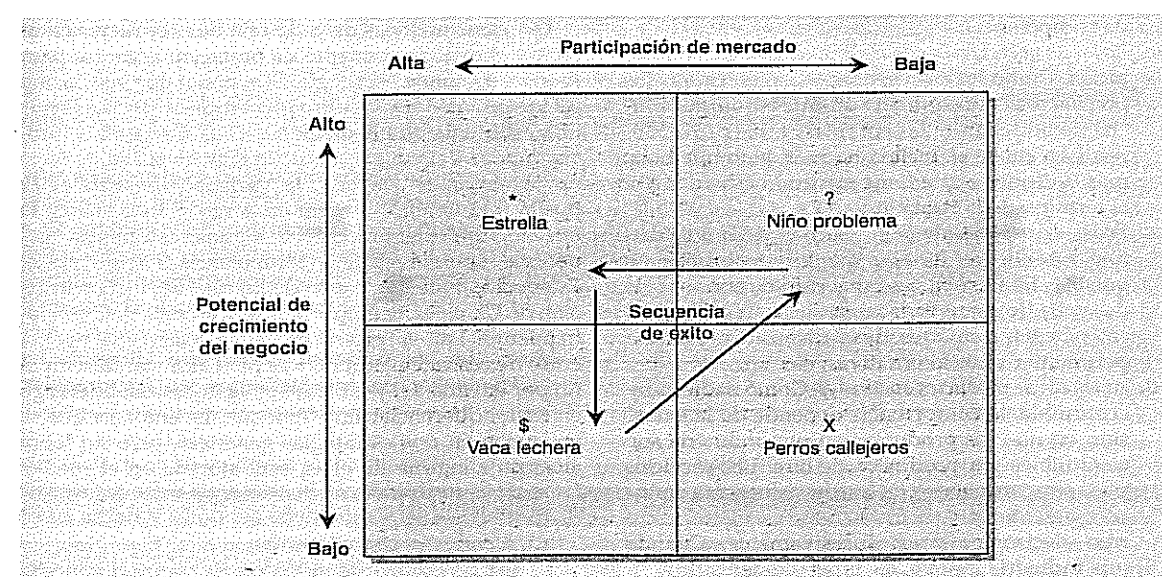 Participación de mercado
Alta
Baja
Alto
*
Estrella
?
Niño problema
Potencial de
crecimiento
del negocio
Secuencia
de éxito
$
Vaca lechera
X
Perros callejeros
Bajo